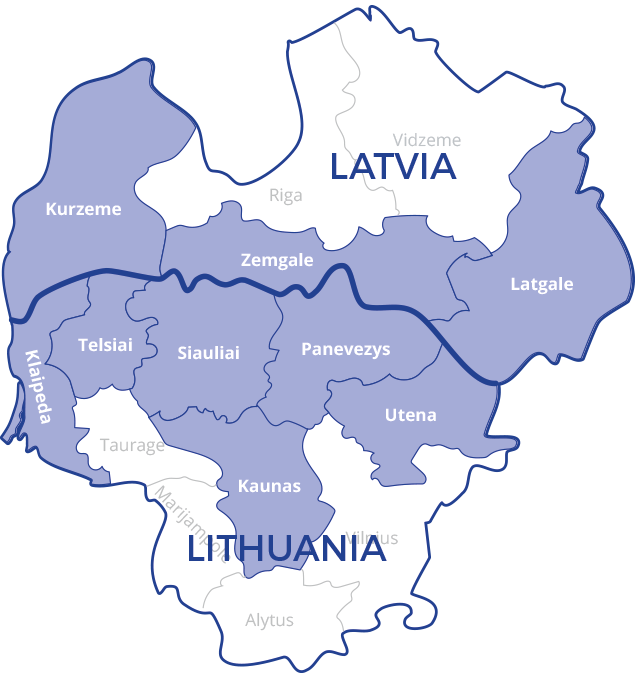 Vidzeme
LATVIA
Riga
Kurzeme
Zemgale
Latgale
Telsiai
Siauliai
Panevezys
Klaipeda
Utena
Taurage
Kaunas
Marijampole
Vilnius
LITHUANIA
Alytus